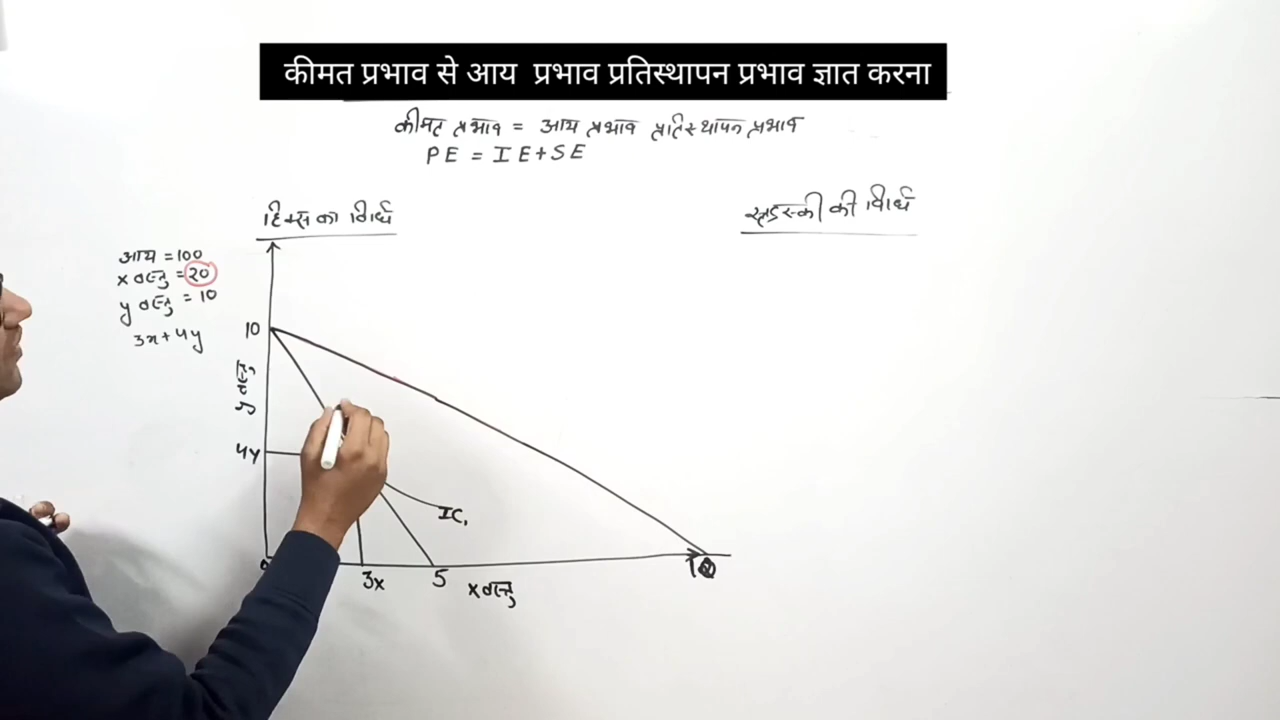 कीमत प्रभाव से आय प्रभाव प्रतिस्थापन प्रभाव ज्ञात करना
कीमत प्रभाव = आय प्रभाव प्रतिस्थापन प्रभाव
PE = IE+SE
हिक्स का विधि
स्लट्स्की की विधि
आय = 100
x वस्तु = 20
y वस्तु = 10
3x + 4y
10
y वस्तु
4y
IC₁
3x
5
x वस्तु
10